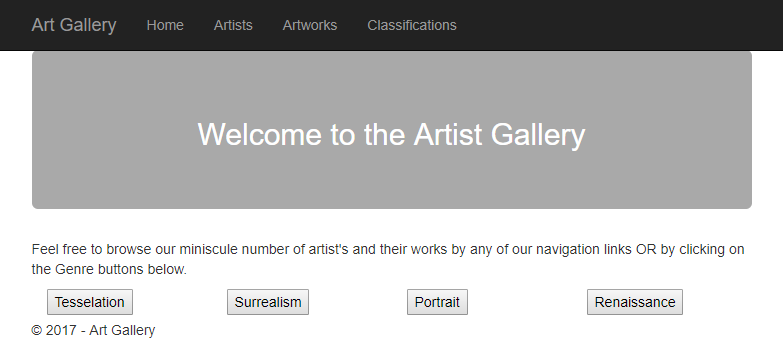 Art Gallery Home Artists Artworks Classifications
Welcome to the Artist Gallery
Feel free to browse our miniscule number of artist's and their works by any of our navigation links OR by clicking on
the Genre buttons below.
Tesselation Surrealism Portrait Renaissance
© 2017 - Art Gallery